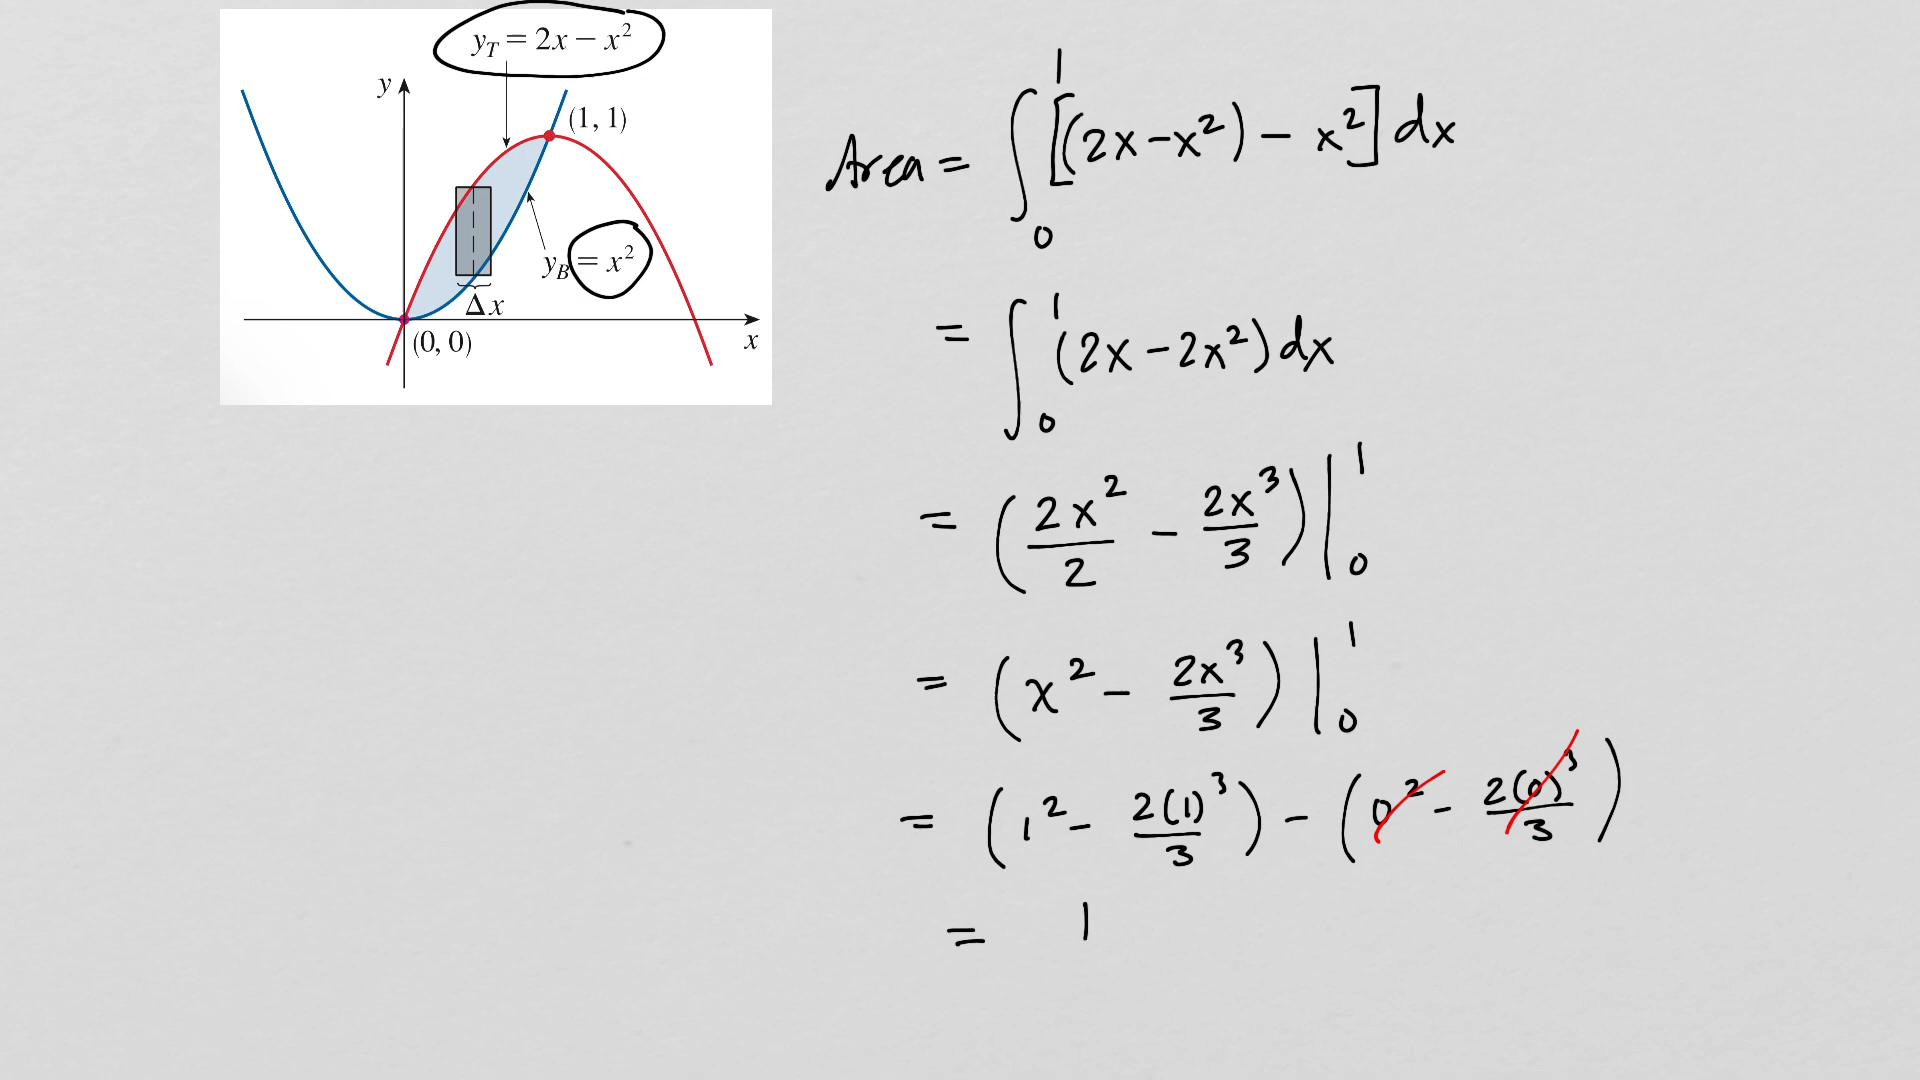 y_T = 2x − x²
y
(1, 1)
y_B = x²
Δx
(0, 0)
x
Area = ∫₀¹ [(2x-x²) - x²] dx
= ∫₀¹ (2x-2x²) dx
= (2x²/2 - 2x³/3) |₀¹
= (x² - 2x³/3) |₀¹
= (1² - 2(1)³/3) - (0² - 2(0)³/3)
= 1